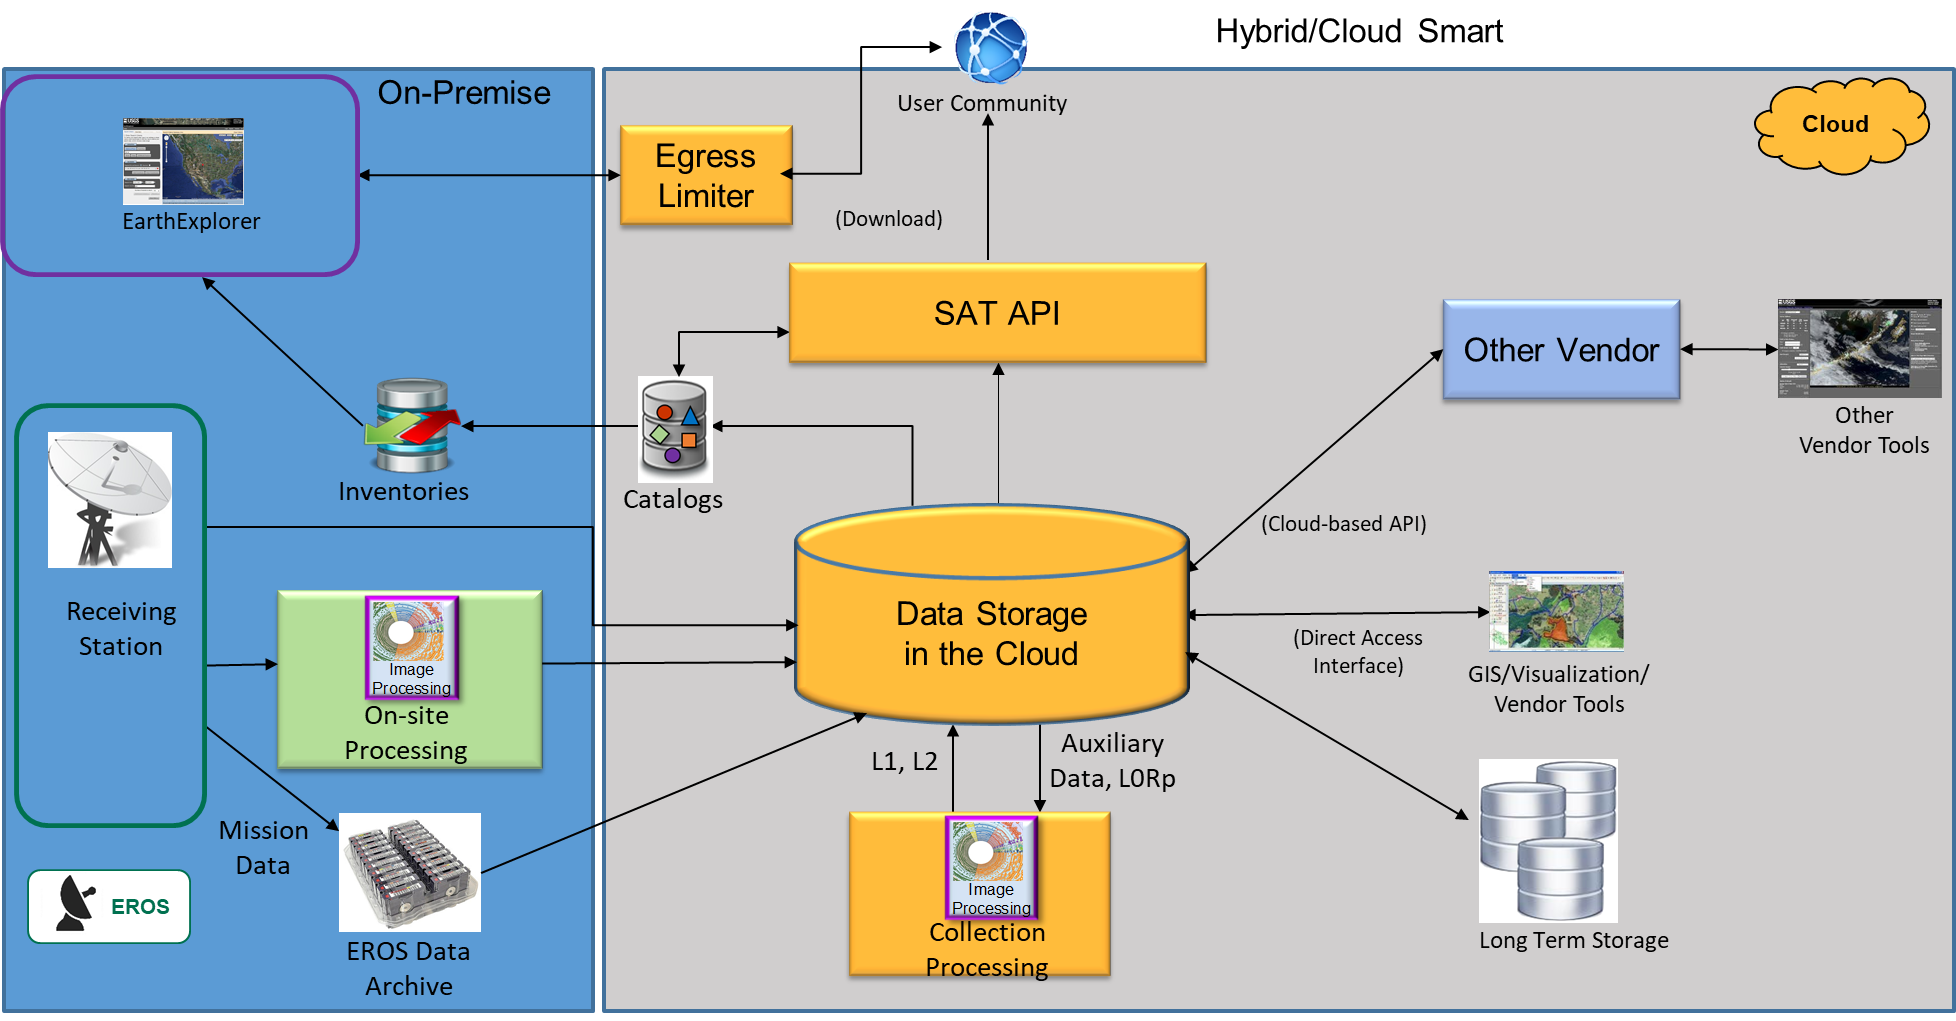 Hybrid/Cloud Smart
On-Premise
User Community
Cloud
Egress
Limiter
EarthExplorer
(Download)
SAT API
Other Vendor
Other
Vendor Tools
Inventories
Catalogs
(Cloud-based API)
Receiving
Station
Data Storage
in the Cloud
(Direct Access
Interface)
Image
Processing
On-site
Processing
GIS/Visualization/
Vendor Tools
L1, L2
Auxiliary
Data, L0Rp
Mission
Data
EROS
Image
Processing
Collection
Processing
EROS Data
Archive
Long Term Storage